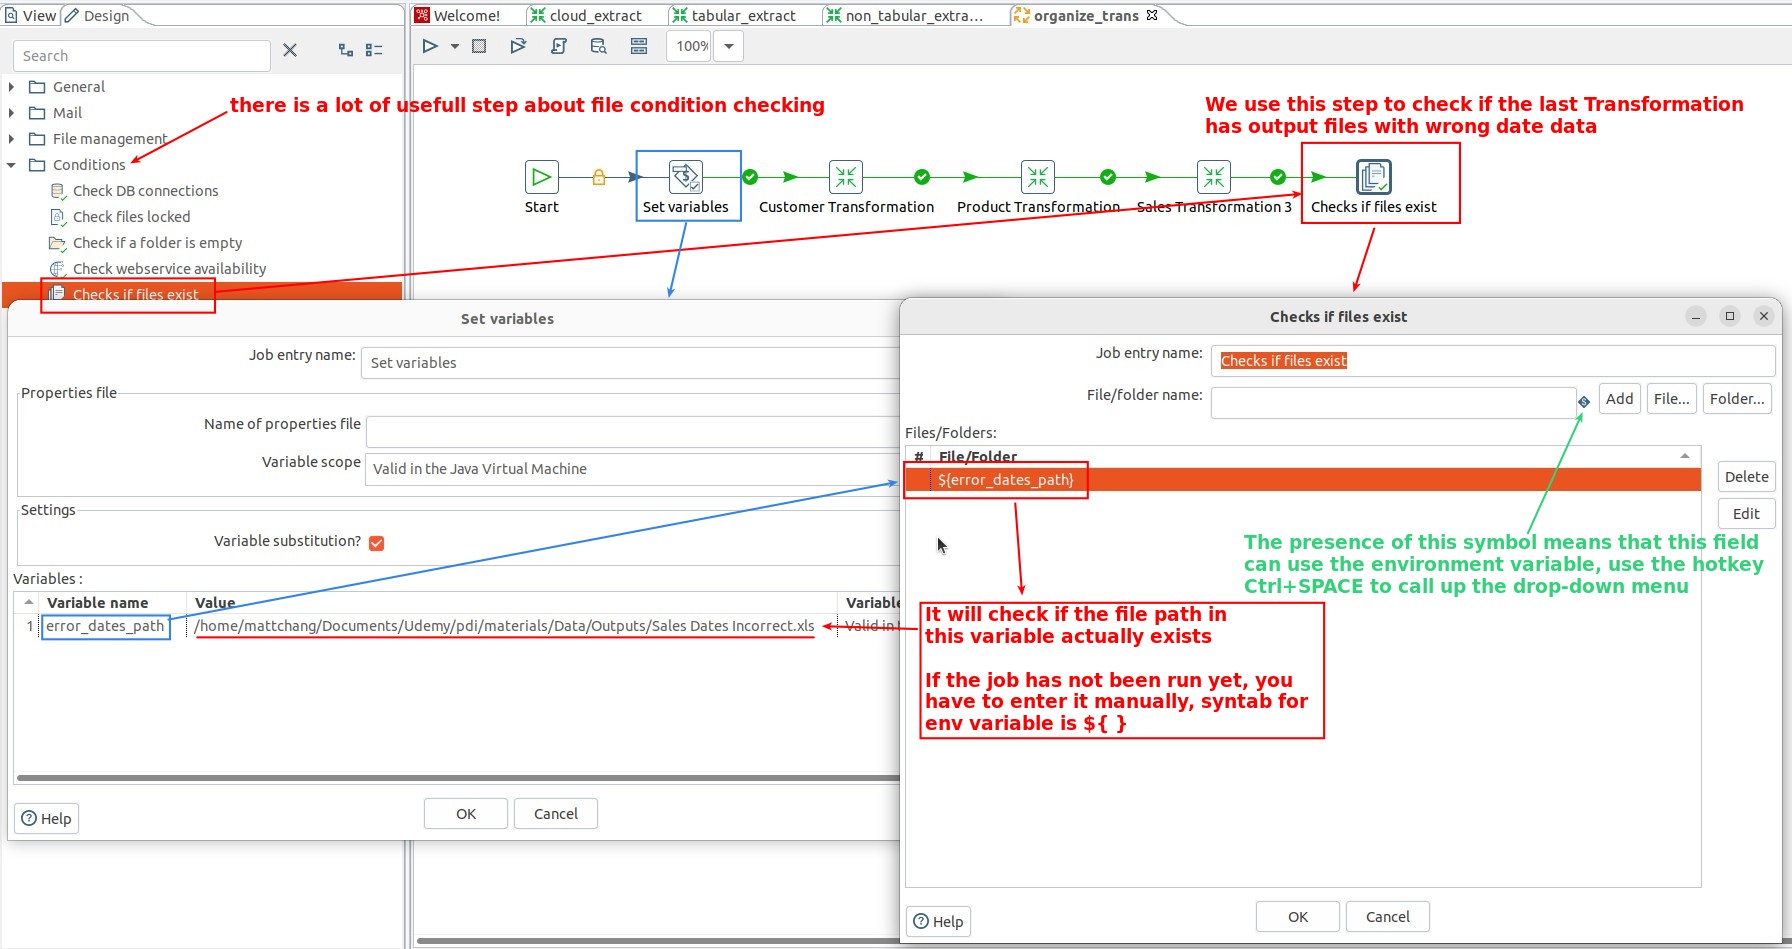 View
Design
Welcome!
cloud_extract
tabular_extract
non_tabular_extra...
organize_trans
Search
100%
General
Mail
File management
Conditions
Check DB connections
Check files locked
Check if a folder is empty
Check webservice availability
Checks if files exist
there is a lot of usefull step about file condition checking
We use this step to check if the last Transformation
has output files with wrong date data
Start
Set variables
Customer Transformation
Product Transformation
Sales Transformation 3
Checks if files exist
Set variables
Job entry name:
Set variables
Properties file
Name of properties file
Variable scope
Valid in the Java Virtual Machine
Settings
Variable substitution?
Variables :
Variable name
Value
Variable
1
error_dates_path
/home/mattchang/Documents/Udemy/pdi/materials/Data/Outputs/Sales Dates Incorrect.xls
Valid in
Help
OK
Cancel
Checks if files exist
Job entry name:
Checks if files exist
File/folder name:
Add
File...
Folder...
Files/Folders:
#
File/Folder
${error_dates_path}
Delete
Edit
The presence of this symbol means that this field
can use the environment variable, use the hotkey
Ctrl+SPACE to call up the drop-down menu
It will check if the file path in
this variable actually exists
If the job has not been run yet, you
have to enter it manually, syntab for
env variable is ${ }
Help
OK
Cancel